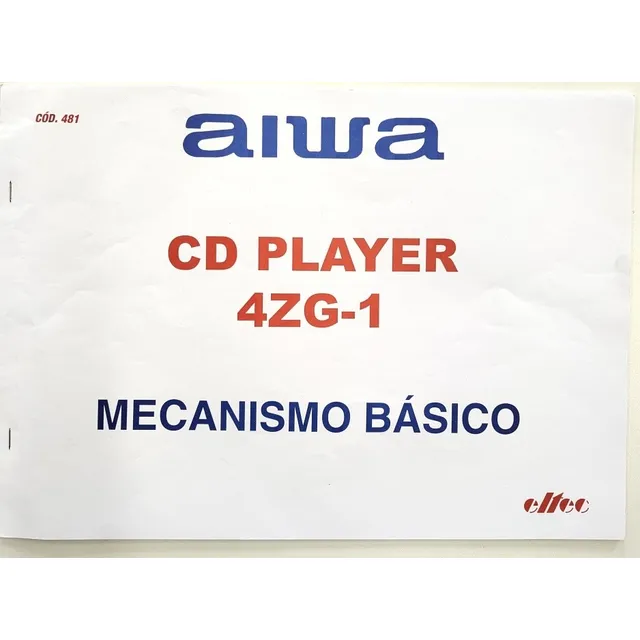 CÓD. 481
aiwa
CD PLAYER
4ZG-1
MECANISMO BÁSICO
eltec